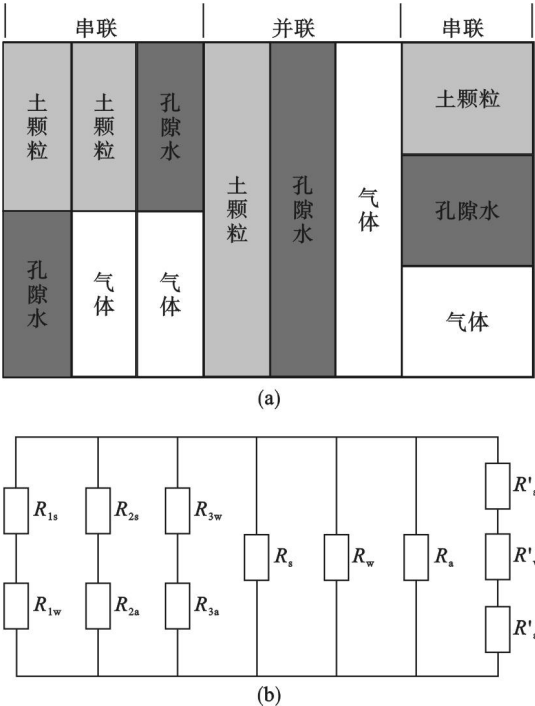 串联 并联 串联
土颗粒 土颗粒 孔隙水 土颗粒 孔隙水 气体 土颗粒
孔隙水
孔隙水 气体 气体 气体
(a)
R1s R2s R3w Rs Rw Ra R's
R'w
R1w R2a R3a R'a
(b)